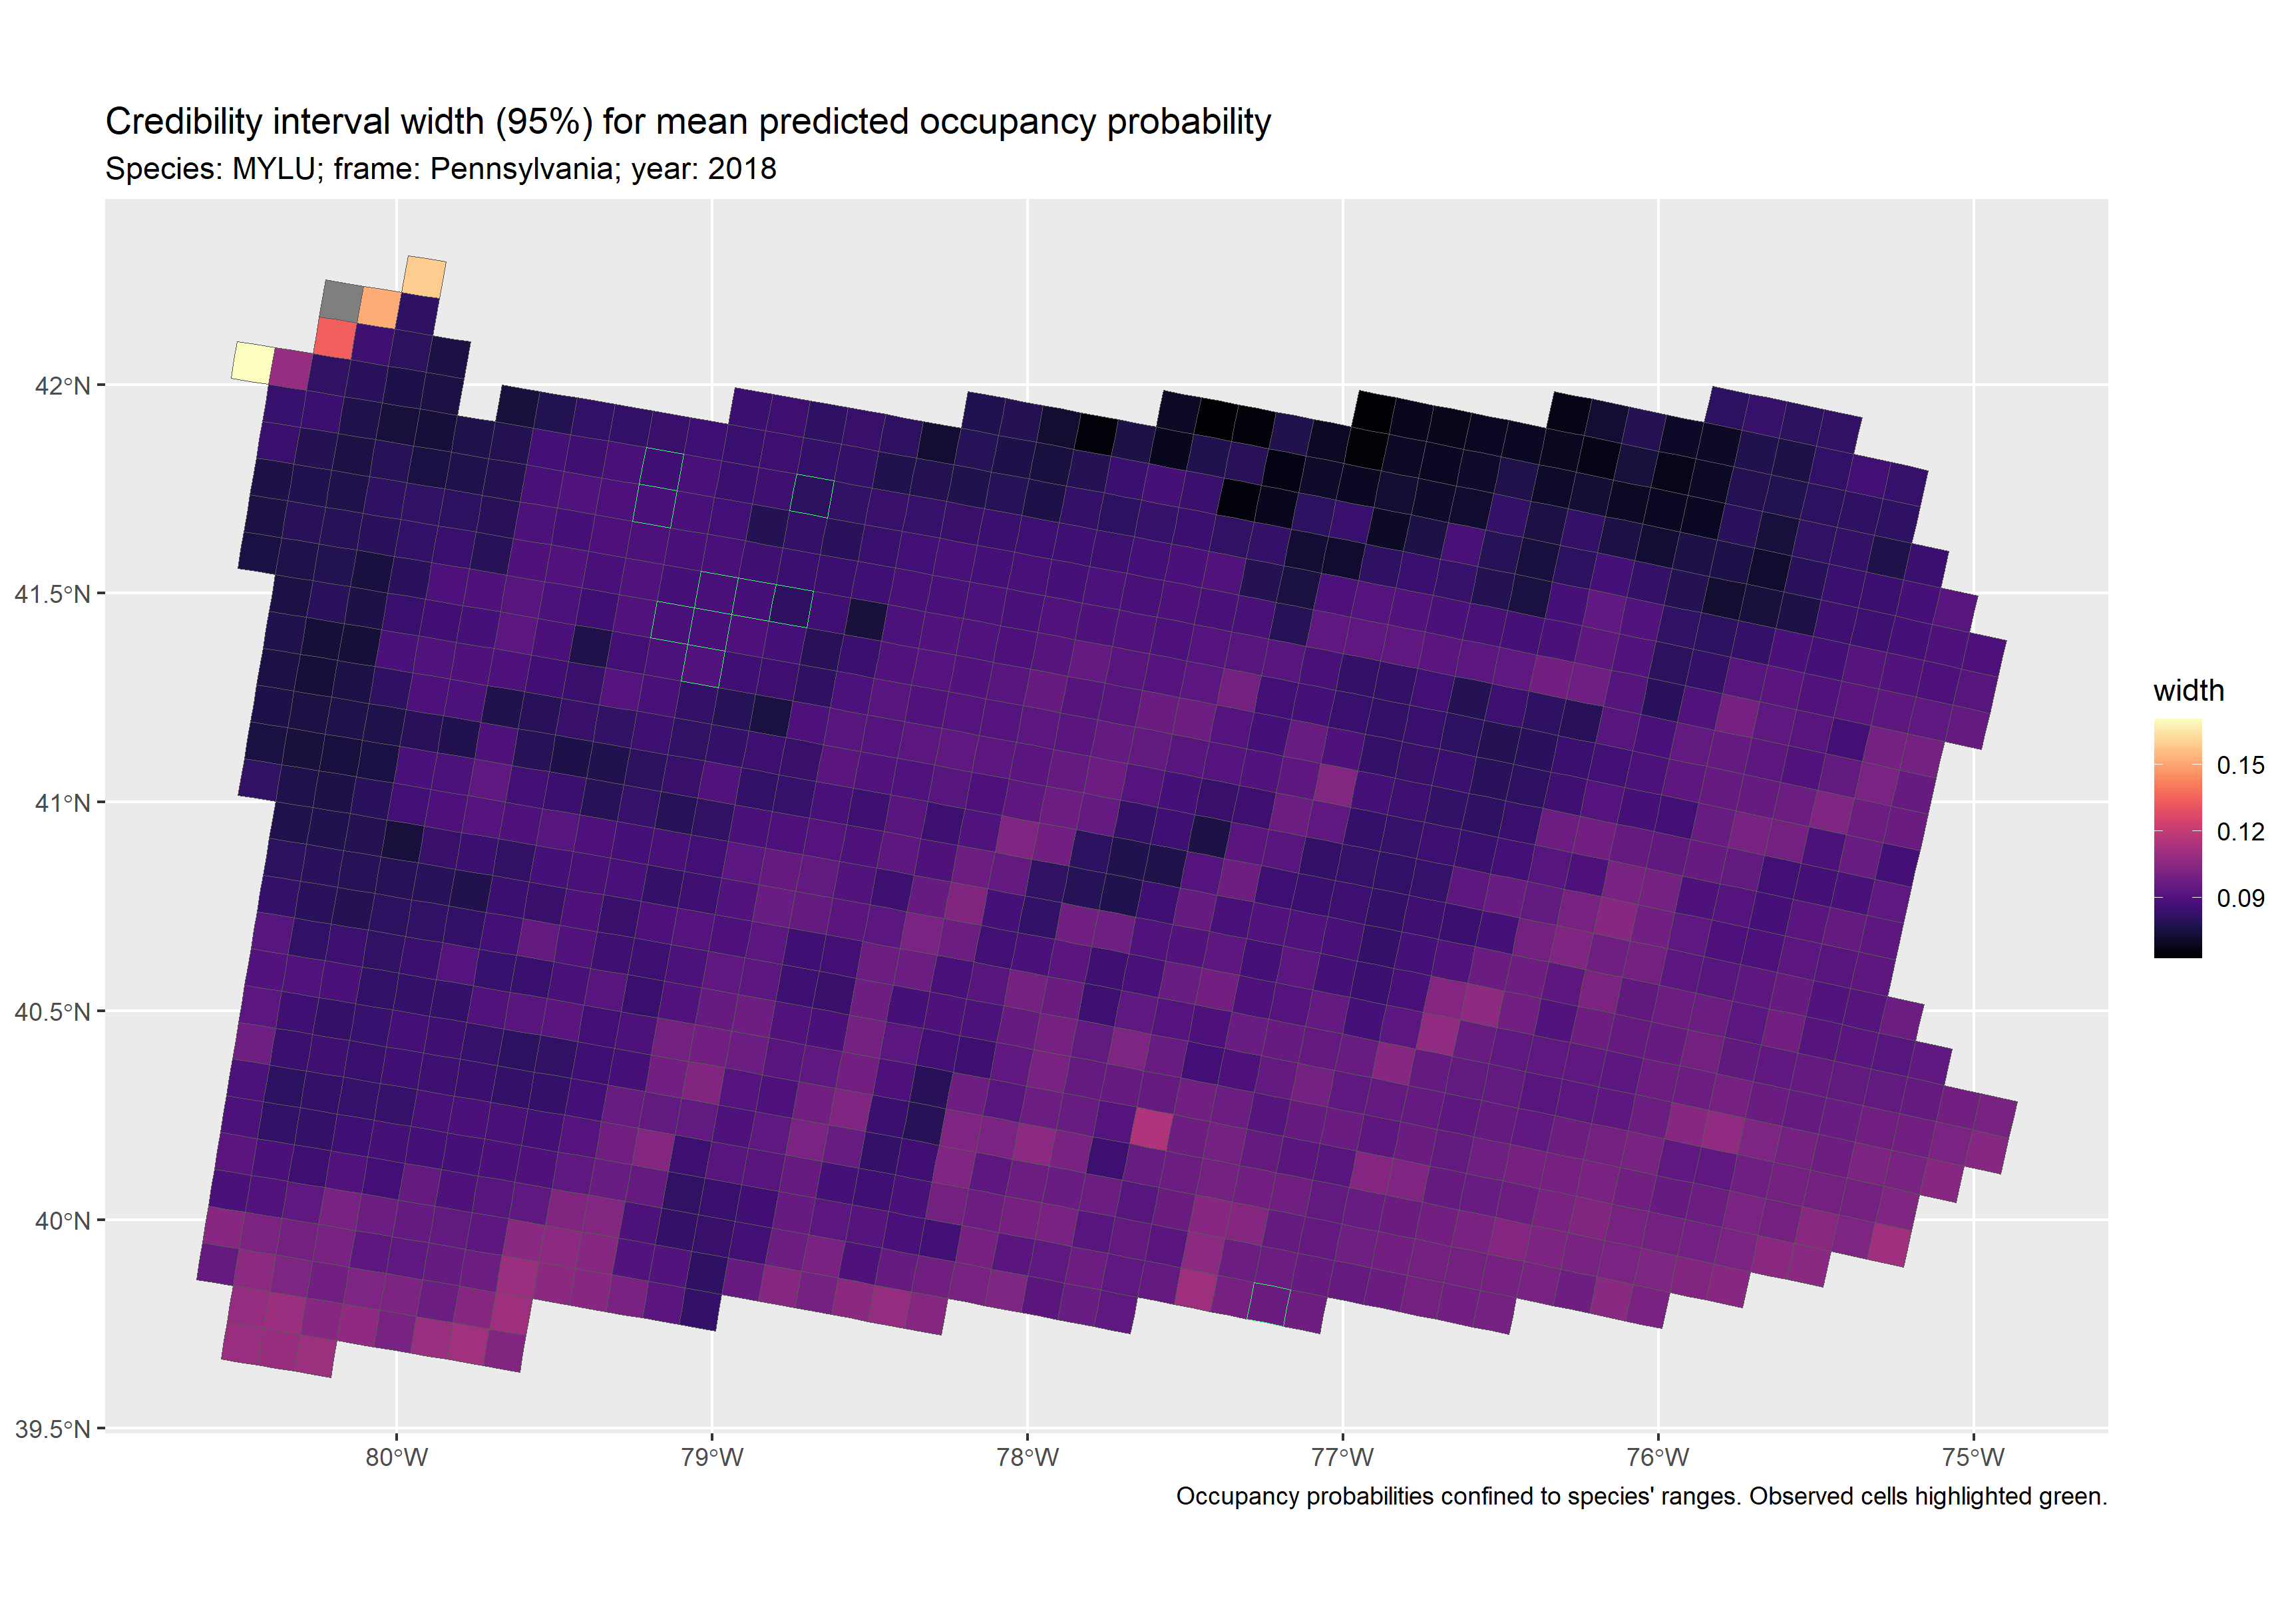 Credibility interval width (95%) for mean predicted occupancy probability
Species: MYLU; frame: Pennsylvania; year: 2018
42°N
41.5°N
41°N
40.5°N
40°N
39.5°N
80°W
79°W
78°W
77°W
76°W
75°W
width
0.15
0.12
0.09
Occupancy probabilities confined to species' ranges. Observed cells highlighted green.